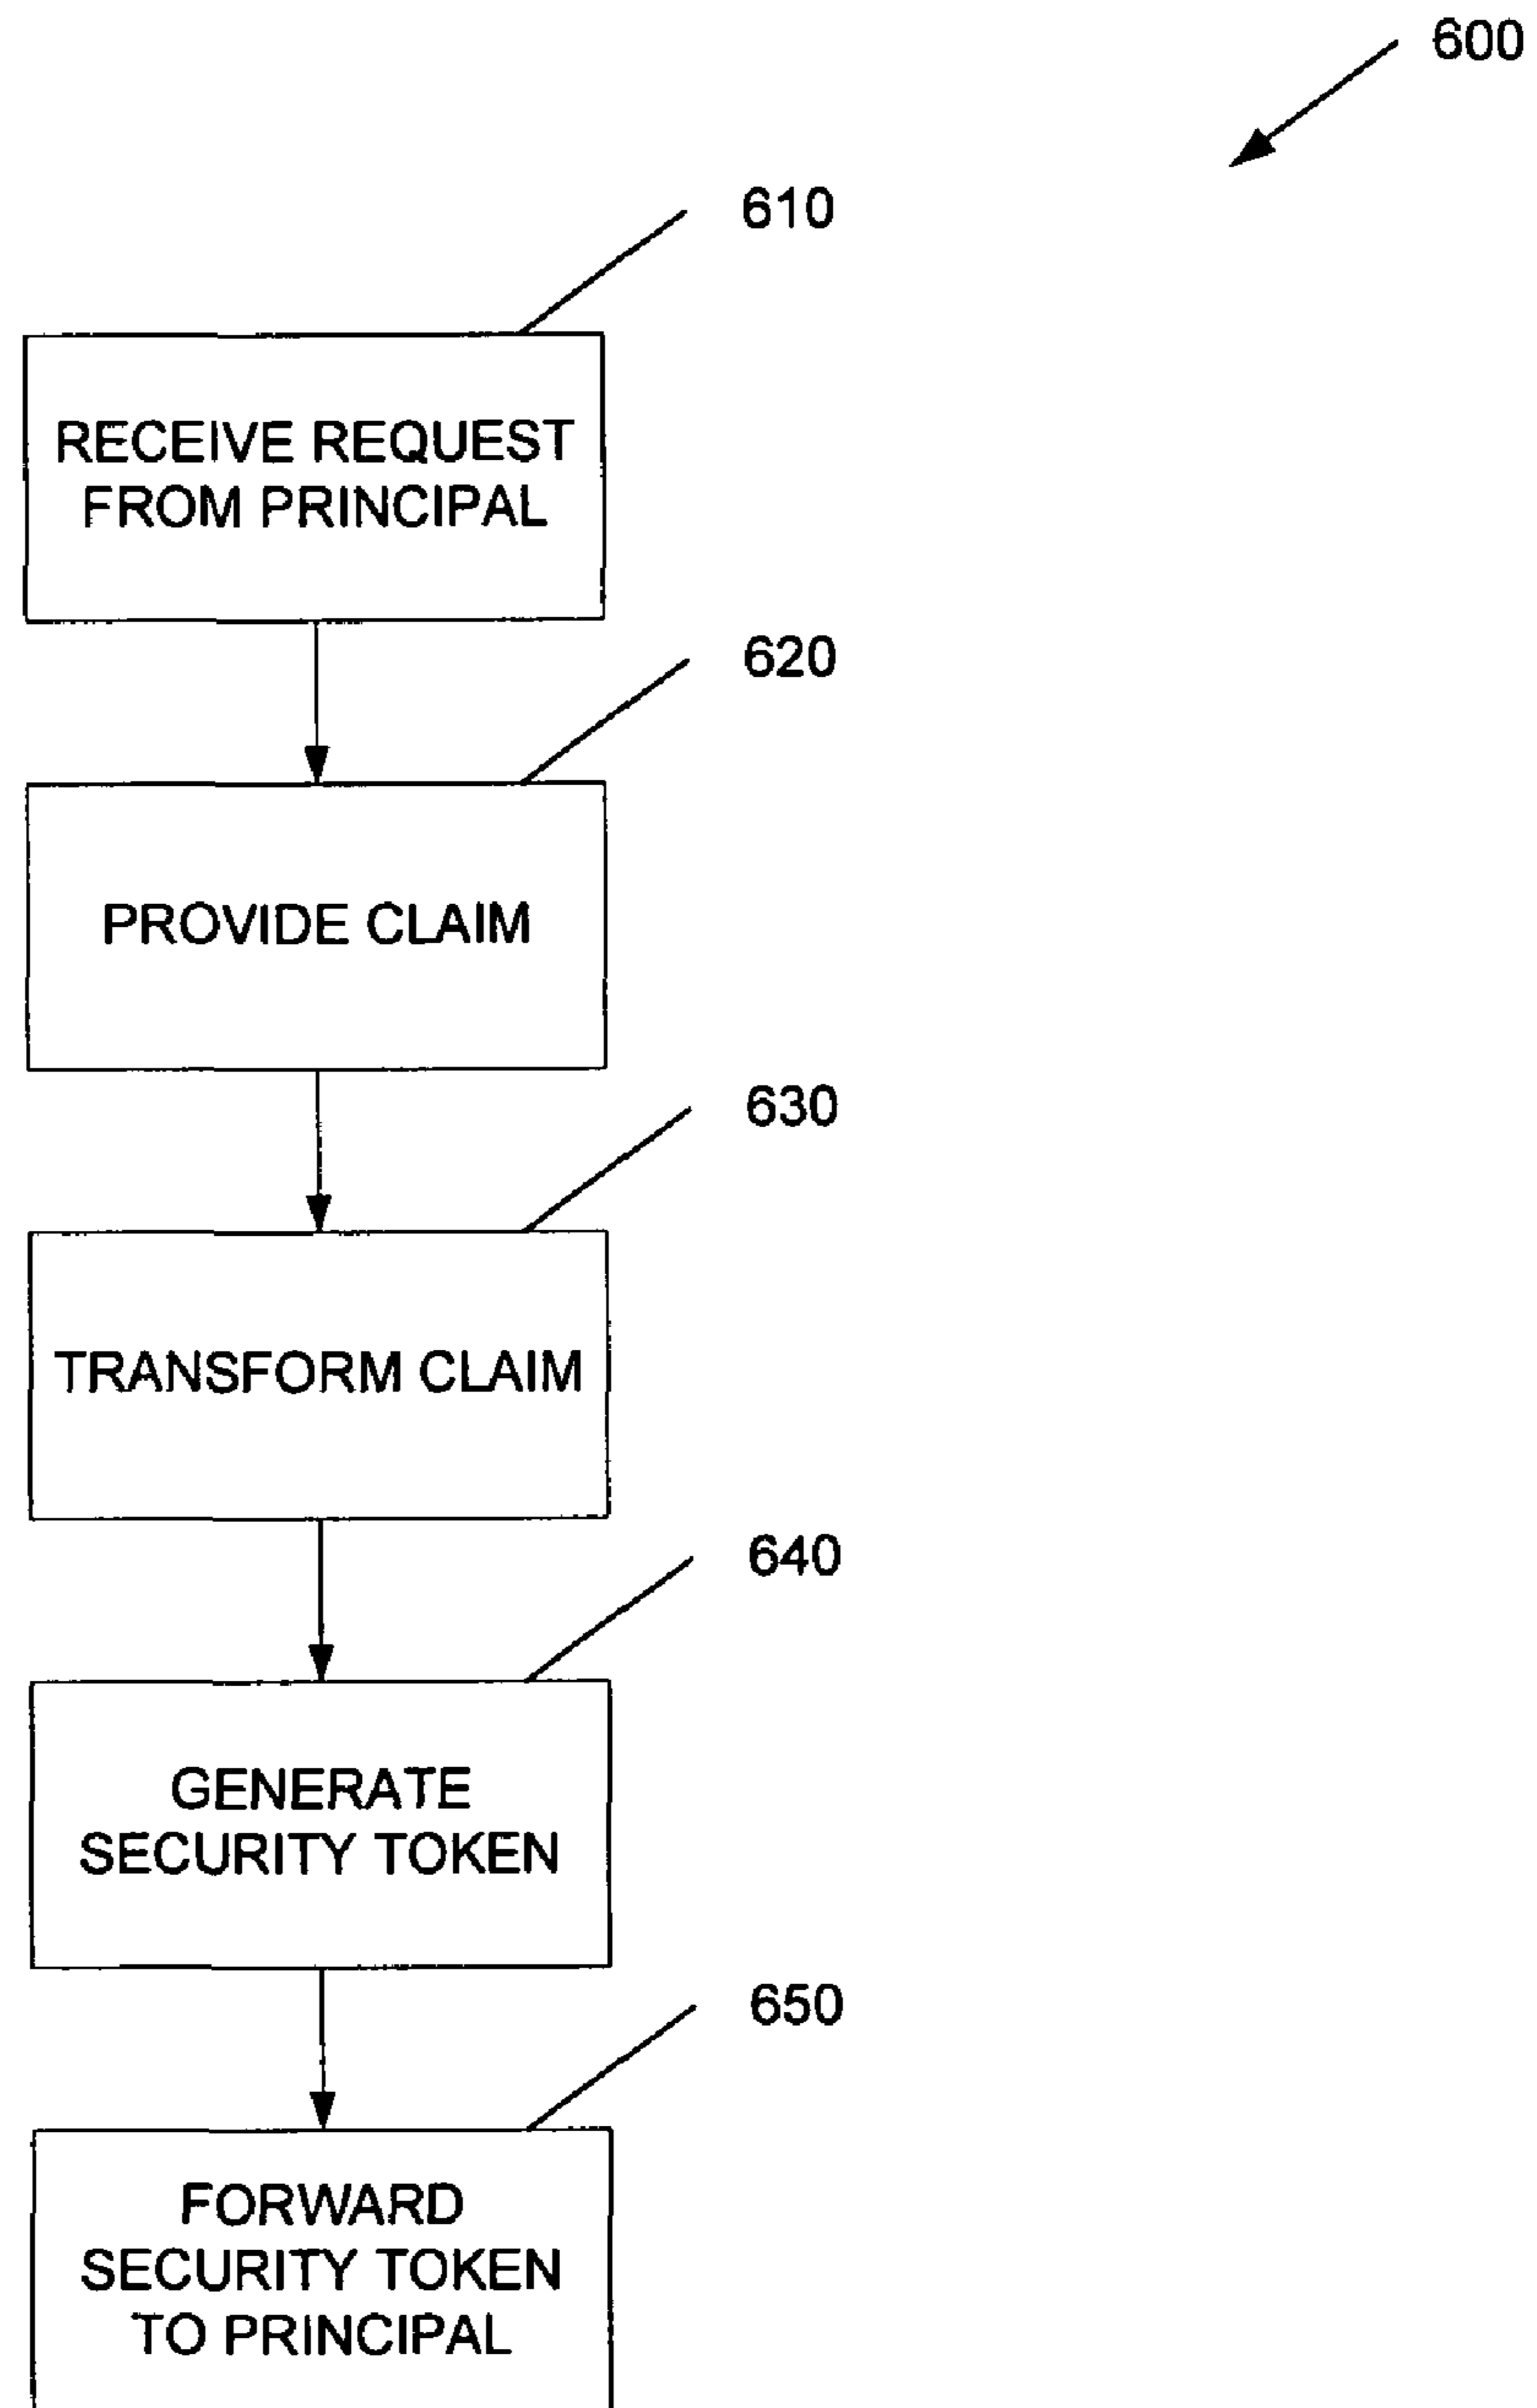 600
610
RECEIVE REQUEST
FROM PRINCIPAL
620
PROVIDE CLAIM
630
TRANSFORM CLAIM
640
GENERATE
SECURITY TOKEN
650
FORWARD
SECURITY TOKEN
TO PRINCIPAL